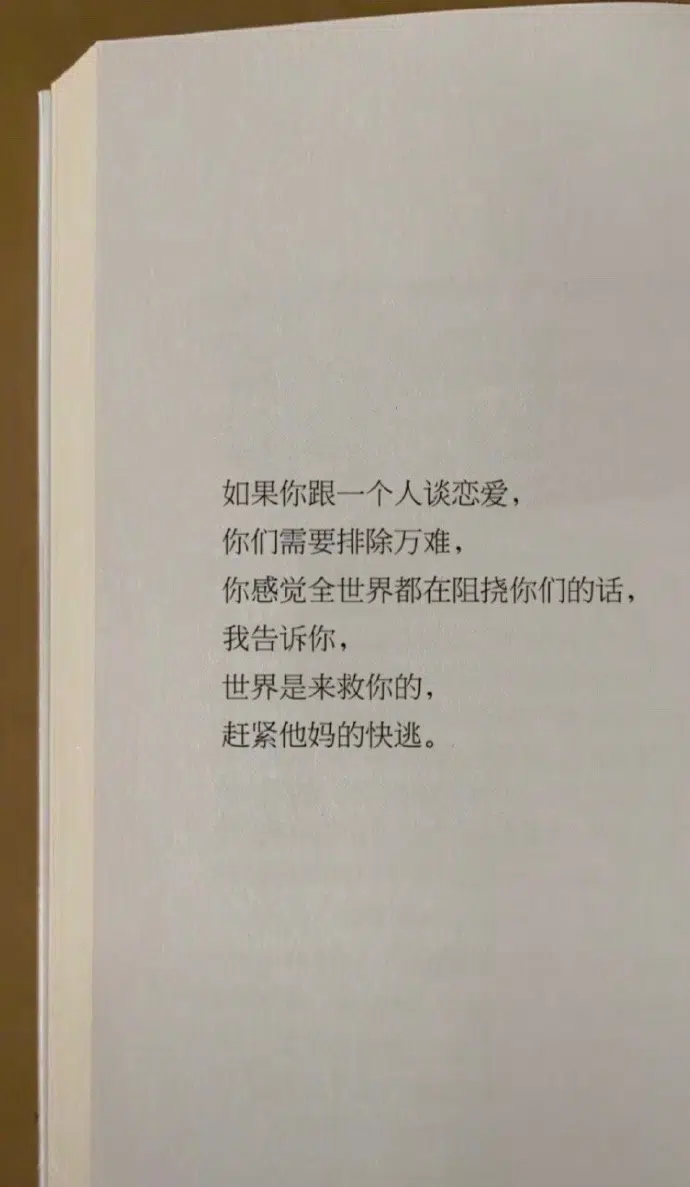 如果你跟一个人谈恋爱，
你们需要排除万难，
你感觉全世界都在阻挠你们的话，
我告诉你，
世界是来救你的，
赶紧他妈的快逃。